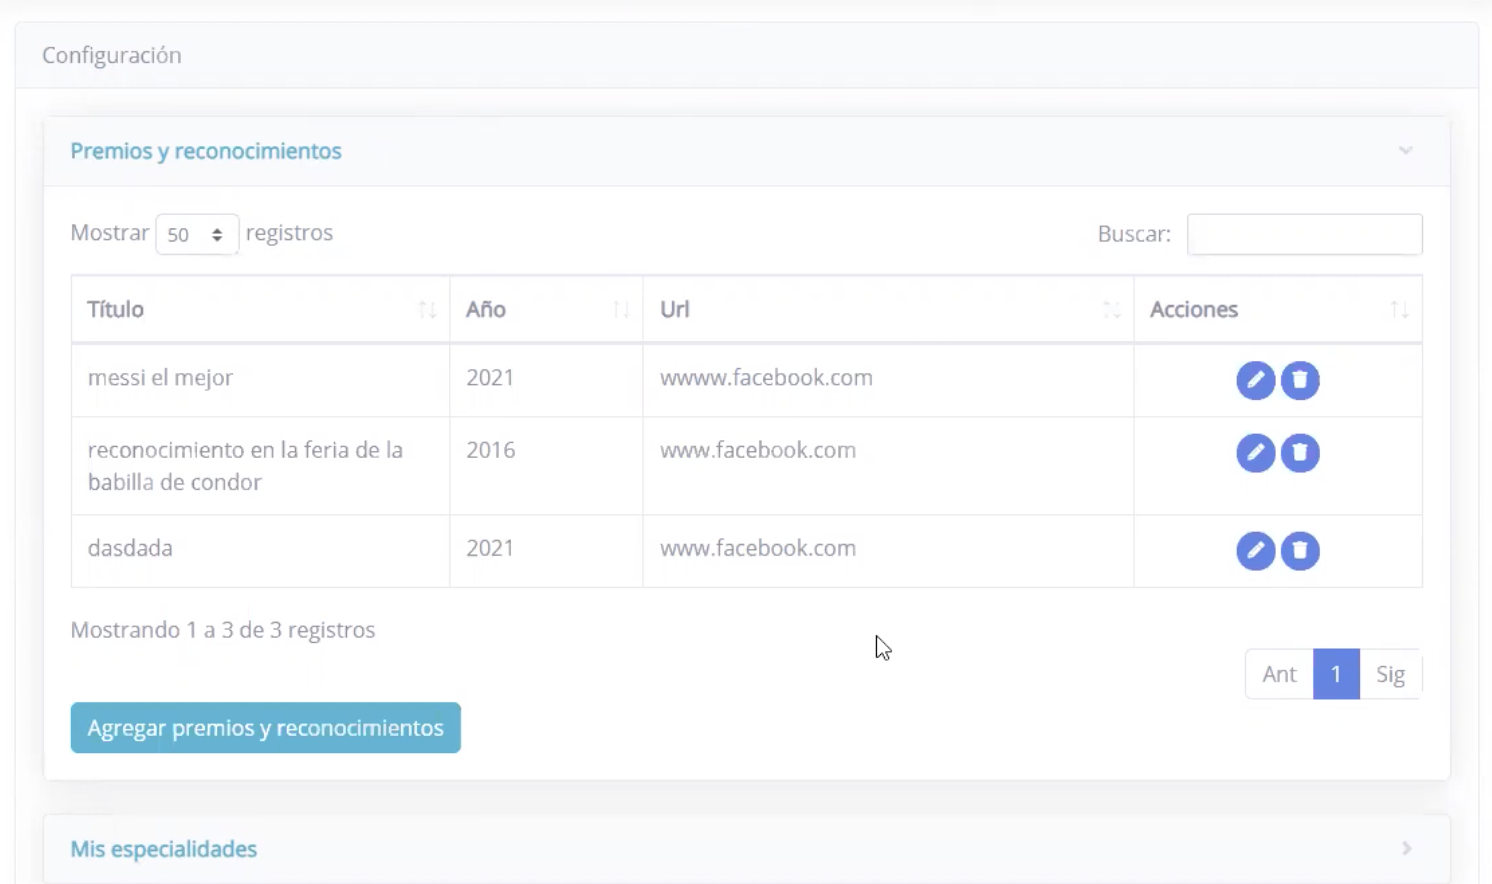 Configuración
Premios y reconocimientos
Mostrar 50 registros
Buscar:
Título Año Url Acciones
messi el mejor 2021 wwww.facebook.com
reconocimiento en la feria de la 2016 www.facebook.com
babilla de condor
dasdada 2021 www.facebook.com
Mostrando 1 a 3 de 3 registros
Ant 1 Sig
Agregar premios y reconocimientos
Mis especialidades